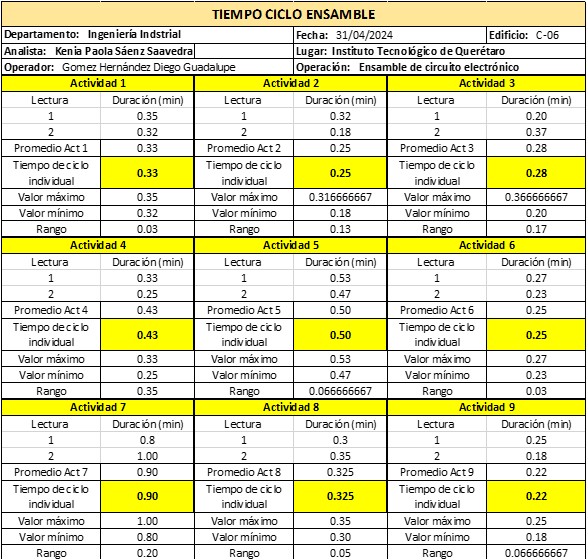 TIEMPO CICLO ENSAMBLE
Departamento: Ingeniería Indstrial Fecha: 31/04/2024 Edificio: C-06
Analista: Kenia Paola Sáenz Saavedra Lugar: Instituto Tecnológico de Querétaro
Operador: Gomez Hernández Diego Guadalupe Operación: Ensamble de circuito electrónico
Actividad 1 Actividad 2 Actividad 3
Lectura Duración (min) Lectura Duración (min) Lectura Duración (min)
1 0.35 1 0.32 1 0.20
2 0.32 2 0.18 2 0.37
Promedio Act 1 0.33 Promedio Act 2 0.25 Promedio Act 3 0.28
Tiempo de ciclo individual 0.33 Tiempo de ciclo individual 0.25 Tiempo de ciclo individual 0.28
Valor máximo 0.35 Valor máximo 0.316666667 Valor máximo 0.366666667
Valor mínimo 0.32 Valor mínimo 0.18 Valor mínimo 0.20
Rango 0.03 Rango 0.13 Rango 0.17
Actividad 4 Actividad 5 Actividad 6
Lectura Duración (min) Lectura Duración (min) Lectura Duración (min)
1 0.33 1 0.53 1 0.27
2 0.25 2 0.47 2 0.23
Promedio Act 4 0.43 Promedio Act 5 0.50 Promedio Act 6 0.25
Tiempo de ciclo individual 0.43 Tiempo de ciclo individual 0.50 Tiempo de ciclo individual 0.25
Valor máximo 0.33 Valor máximo 0.53 Valor máximo 0.27
Valor mínimo 0.25 Valor mínimo 0.47 Valor mínimo 0.23
Rango 0.35 Rango 0.066666667 Rango 0.03
Actividad 7 Actividad 8 Actividad 9
Lectura Duración (min) Lectura Duración (min) Lectura Duración (min)
1 0.8 1 0.3 1 0.25
2 1.00 2 0.35 2 0.18
Promedio Act 7 0.90 Promedio Act 8 0.325 Promedio Act 9 0.22
Tiempo de ciclo individual 0.90 Tiempo de ciclo individual 0.325 Tiempo de ciclo individual 0.22
Valor máximo 1.00 Valor máximo 0.35 Valor máximo 0.25
Valor mínimo 0.80 Valor mínimo 0.30 Valor mínimo 0.18
Rango 0.20 Rango 0.05 Rango 0.066666667